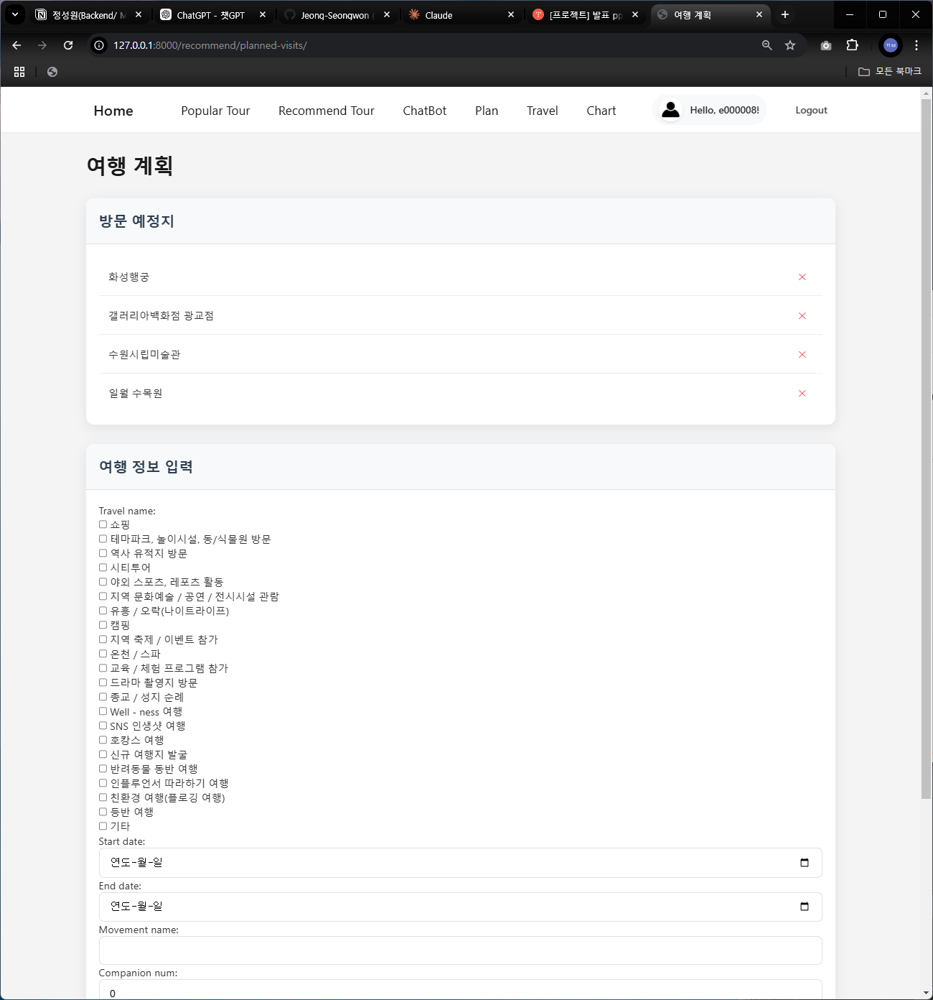 정성원(Backend/ M
ChatGPT - 챗GPT
Jeong-Seongwon (
Claude
[프로젝트] 발표 pp
여행 계획
127.0.0.1:8000/recommend/planned-visits/
모든 북마크
Home
Popular Tour
Recommend Tour
ChatBot
Plan
Travel
Chart
Hello, e000008!
Logout
여행 계획
방문 예정지
화성행궁
갤러리아백화점 광교점
수원시립미술관
일월 수목원
여행 정보 입력
Travel name:
쇼핑
테마파크, 놀이시설, 동/식물원 방문
역사 유적지 방문
시티투어
야외 스포츠, 레포츠 활동
지역 문화예술 / 공연 / 전시시설 관람
유흥 / 오락(나이트라이프)
캠핑
지역 축제 / 이벤트 참가
온천 / 스파
교육 / 체험 프로그램 참가
드라마 촬영지 방문
종교 / 성지 순례
Well - ness 여행
SNS 인생샷 여행
호캉스 여행
신규 여행지 발굴
반려동물 동반 여행
인플루언서 따라하기 여행
친환경 여행(플로깅 여행)
등반 여행
기타
Start date:
연도-월-일
End date:
연도-월-일
Movement name:
Companion num:
0